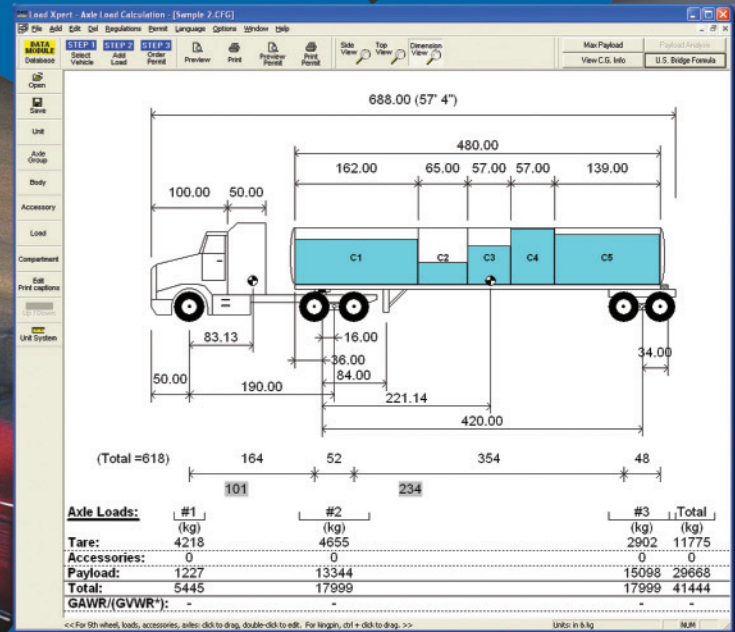 Load Xpert - Axle Load Calculation - [Sample 2.CFG]
File Add Edit Del Regulations Permit Language Options Window Help
DATA MODULE Database
STEP 1 Select Vehicle
STEP 2 Add Load
STEP 3 Order Permit
Preview
Print
Preview Permit
Print Permit
Side View
Top View
Dimension View
Max Payload
Payload Analysis
View C.G. Info
U.S. Bridge Formula
Open
Save
Unit
Axle Group
Body
Accessory
Load
Compartment
Edit Print captions
Up / Down
Unit System
688.00 (57' 4")
480.00
162.00 65.00 57.00 57.00 139.00
100.00 50.00
C1 C2 C3 C4 C5
83.13
16.00
36.00
34.00
50.00
190.00
84.00
221.14
420.00
(Total =618) 164 52 354 48
101 234
Axle Loads: #1 #2 #3 Total
(kg) (kg) (kg) (kg)
Tare: 4218 4655 2902 11775
Accessories: 0 0 0 0
Payload: 1227 13344 15098 29668
Total: 5445 17999 17999 41444
GAWR/(GVWR*): - - - -
<< For 5th wheel, loads, accessories, axles: click to drag, double-click to edit. For kingpin, ctrl + click to drag. >>
Units: in & kg
NUM